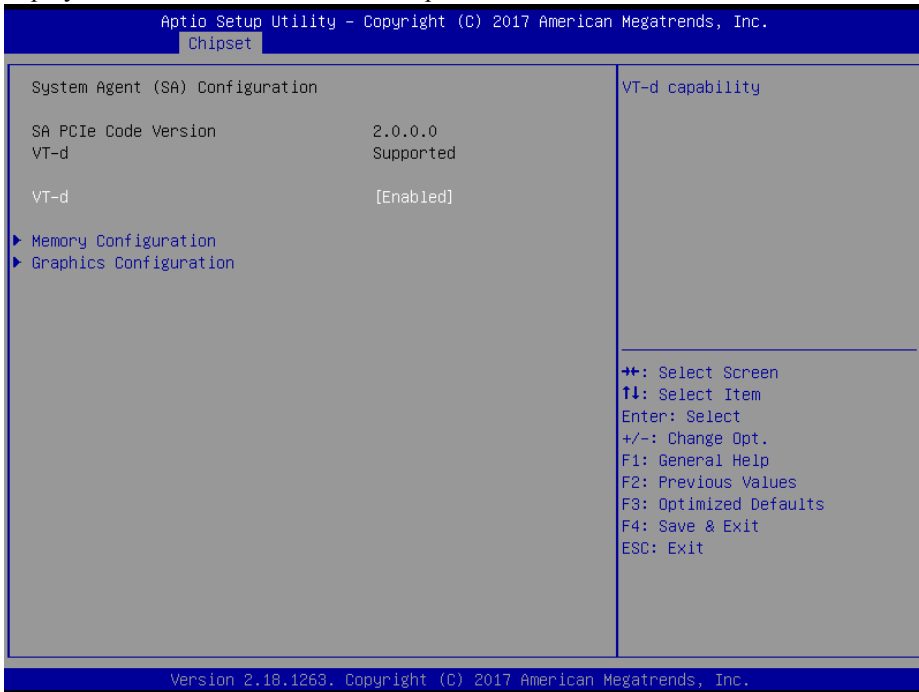 Aptio Setup Utility – Copyright (C) 2017 American Megatrends, Inc.
Chipset
System Agent (SA) Configuration
SA PCIe Code Version 2.0.0.0
VT-d Supported
VT-d [Enabled]
Memory Configuration
Graphics Configuration
VT-d capability
→←: Select Screen
↑↓: Select Item
Enter: Select
+/-: Change Opt.
F1: General Help
F2: Previous Values
F3: Optimized Defaults
F4: Save & Exit
ESC: Exit
Version 2.18.1263. Copyright (C) 2017 American Megatrends, Inc.